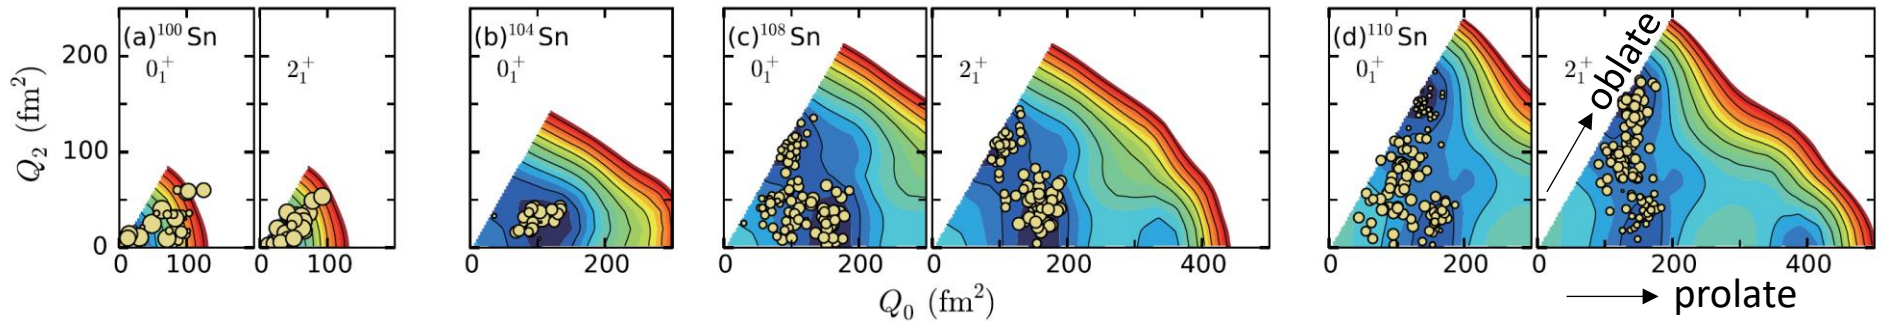 (a)¹⁰⁰Sn
0₁⁺
2₁⁺
(b)¹⁰⁴Sn
0₁⁺
(c)¹⁰⁸Sn
0₁⁺
2₁⁺
(d)¹¹⁰Sn
0₁⁺
2₁⁺
oblate
200
100
0
Q₂ (fm²)
0 100
0 100
0 200
0 200
0 200 400
0 200
0 200 400
Q₀ (fm²)
prolate